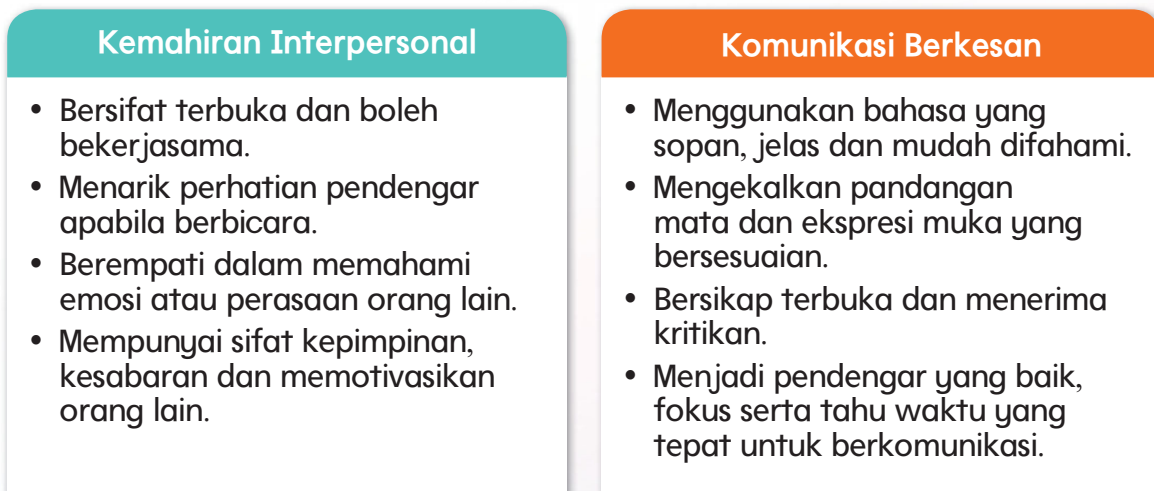 Kemahiran Interpersonal
• Bersifat terbuka dan boleh
bekerjasama.
• Menarik perhatian pendengar
apabila berbicara.
• Berempati dalam memahami
emosi atau perasaan orang lain.
• Mempunyai sifat kepimpinan,
kesabaran dan memotivasikan
orang lain.
Komunikasi Berkesan
• Menggunakan bahasa yang
sopan, jelas dan mudah difahami.
• Mengekalkan pandangan
mata dan ekspresi muka yang
bersesuaian.
• Bersikap terbuka dan menerima
kritikan.
• Menjadi pendengar yang baik,
fokus serta tahu waktu yang
tepat untuk berkomunikasi.